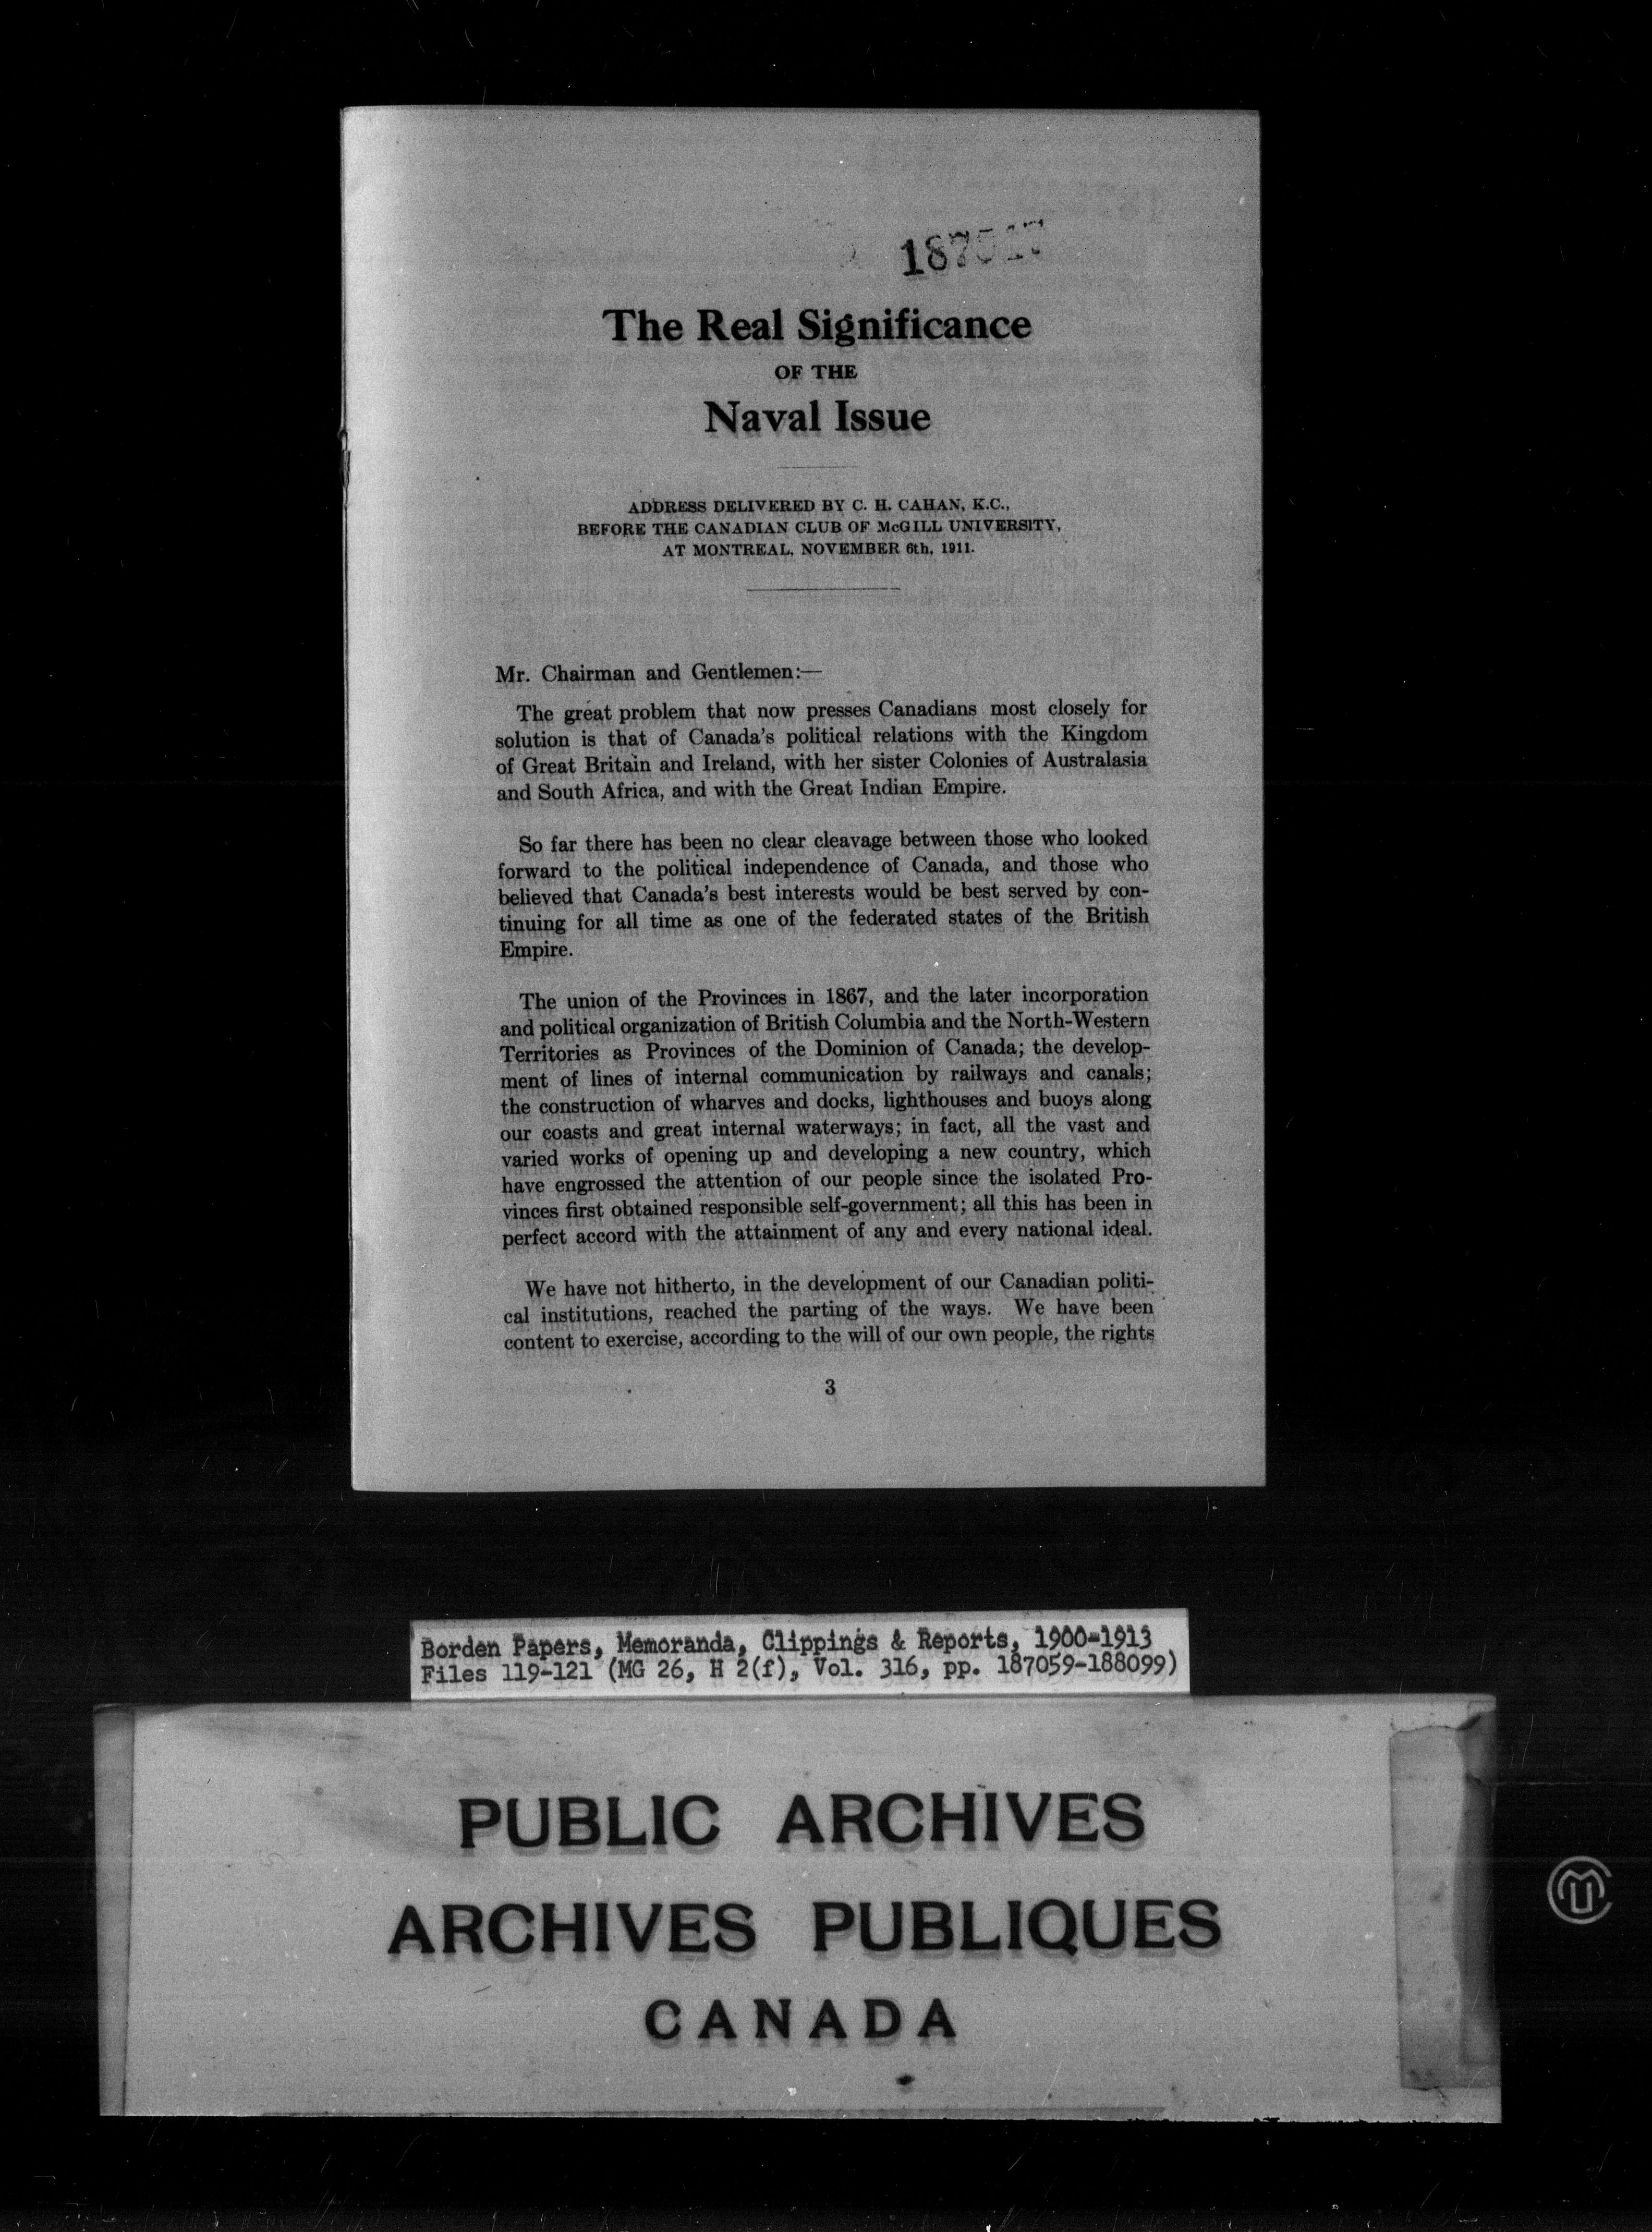 The Real Significance
OF THE
Naval Issue
ADDRESS DELIVERED BY C. H. CAHAN, K.C.,
BEFORE THE CANADIAN CLUB OF McGILL UNIVERSITY,
AT MONTREAL, NOVEMBER 6th, 1911.
Mr. Chairman and Gentlemen:—
The great problem that now presses Canadians most closely for
solution is that of Canada's political relations with the Kingdom
of Great Britain and Ireland, with her sister Colonies of Australasia
and South Africa, and with the Great Indian Empire.
So far there has been no clear cleavage between those who looked
forward to the political independence of Canada, and those who
believed that Canada's best interests would be best served by con-
tinuing for all time as one of the federated states of the British
Empire.
The union of the Provinces in 1867, and the later incorporation
and political organization of British Columbia and the North-Western
Territories as Provinces of the Dominion of Canada; the develop-
ment of lines of internal communication by railways and canals;
the construction of wharves and docks, lighthouses and buoys along
our coasts and great internal waterways; in fact, all the vast and
varied works of opening up and developing a new country, which
have engrossed the attention of our people since the isolated Pro-
vinces first obtained responsible self-government; all this has been in
perfect accord with the attainment of any and every national ideal.
We have not hitherto, in the development of our Canadian politi-
cal institutions, reached the parting of the ways. We have been
content to exercise, according to the will of our own people, the rights
3
Borden Papers, Memoranda, Clippings & Reports, 1900-1913
Files 119-121 (MG 26, H 2(f), Vol. 316, pp. 187059-188099)
PUBLIC ARCHIVES
ARCHIVES PUBLIQUES
CANADA